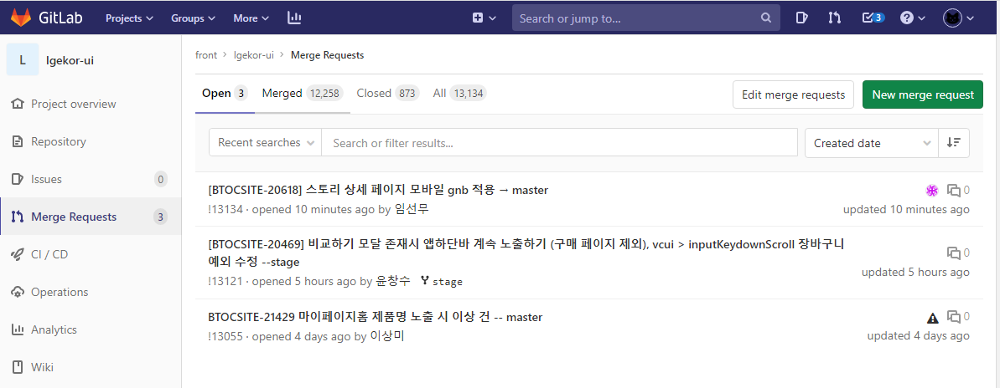 GitLab Projects Groups More Search or jump to... 3
L lgekor-ui
Project overview
Repository
Issues 0
Merge Requests 3
CI / CD
Operations
Analytics
Wiki
front > lgekor-ui > Merge Requests
Open 3 Merged 12,258 Closed 873 All 13,134 Edit merge requests New merge request
Recent searches Search or filter results... Created date
[BTOCSITE-20618] 스토리 상세 페이지 모바일 gnb 적용 → master 0
!13134 · opened 10 minutes ago by 임선무 updated 10 minutes ago
[BTOCSITE-20469] 비교하기 모달 존재시 앱하단바 계속 노출하기 (구매 페이지 제외), vcui > inputKeydownScroll 장바구니 0
예외 수정 --stage
!13121 · opened 5 hours ago by 윤창수 stage updated 5 hours ago
BTOCSITE-21429 마이페이지홈 제품명 노출 시 이상 건 -- master 0
!13055 · opened 4 days ago by 이상미 updated 4 days ago